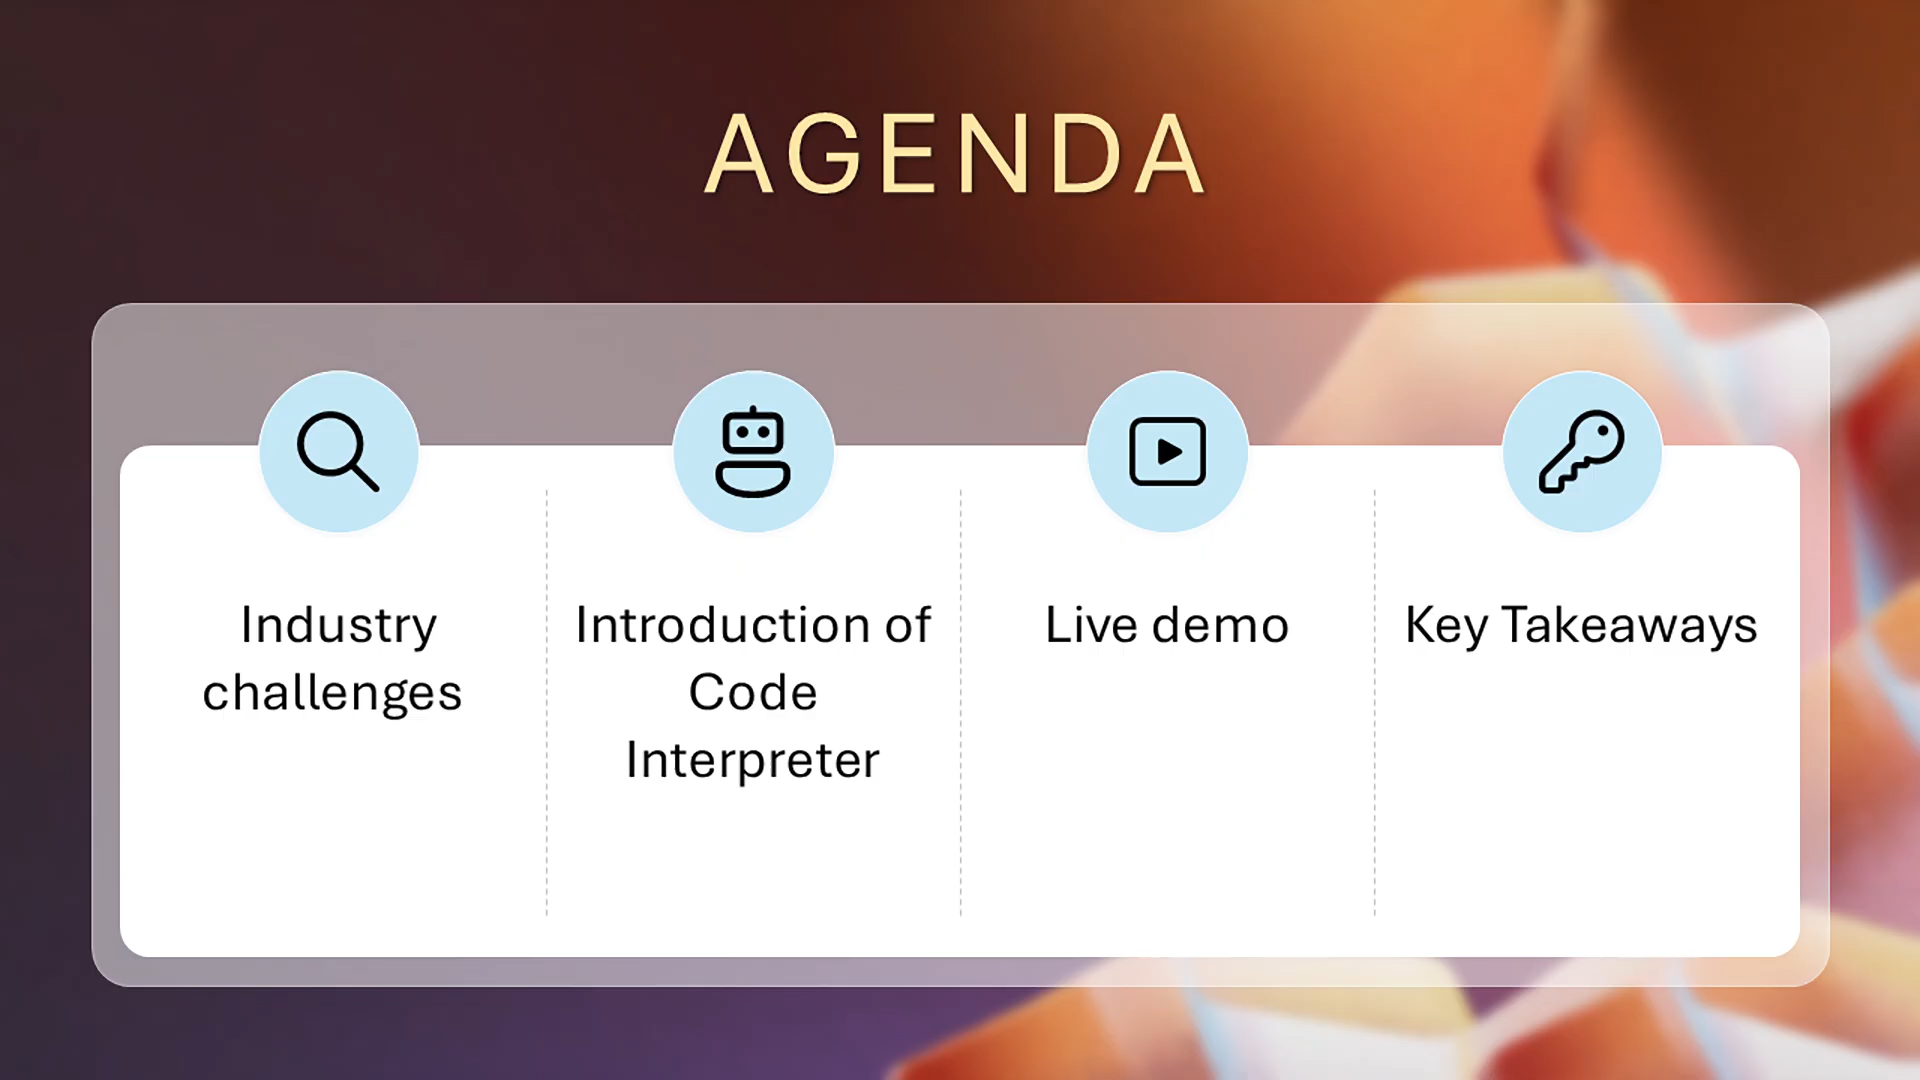 AGENDA
Industry
challenges
Introduction of
Code
Interpreter
Live demo
Key Takeaways